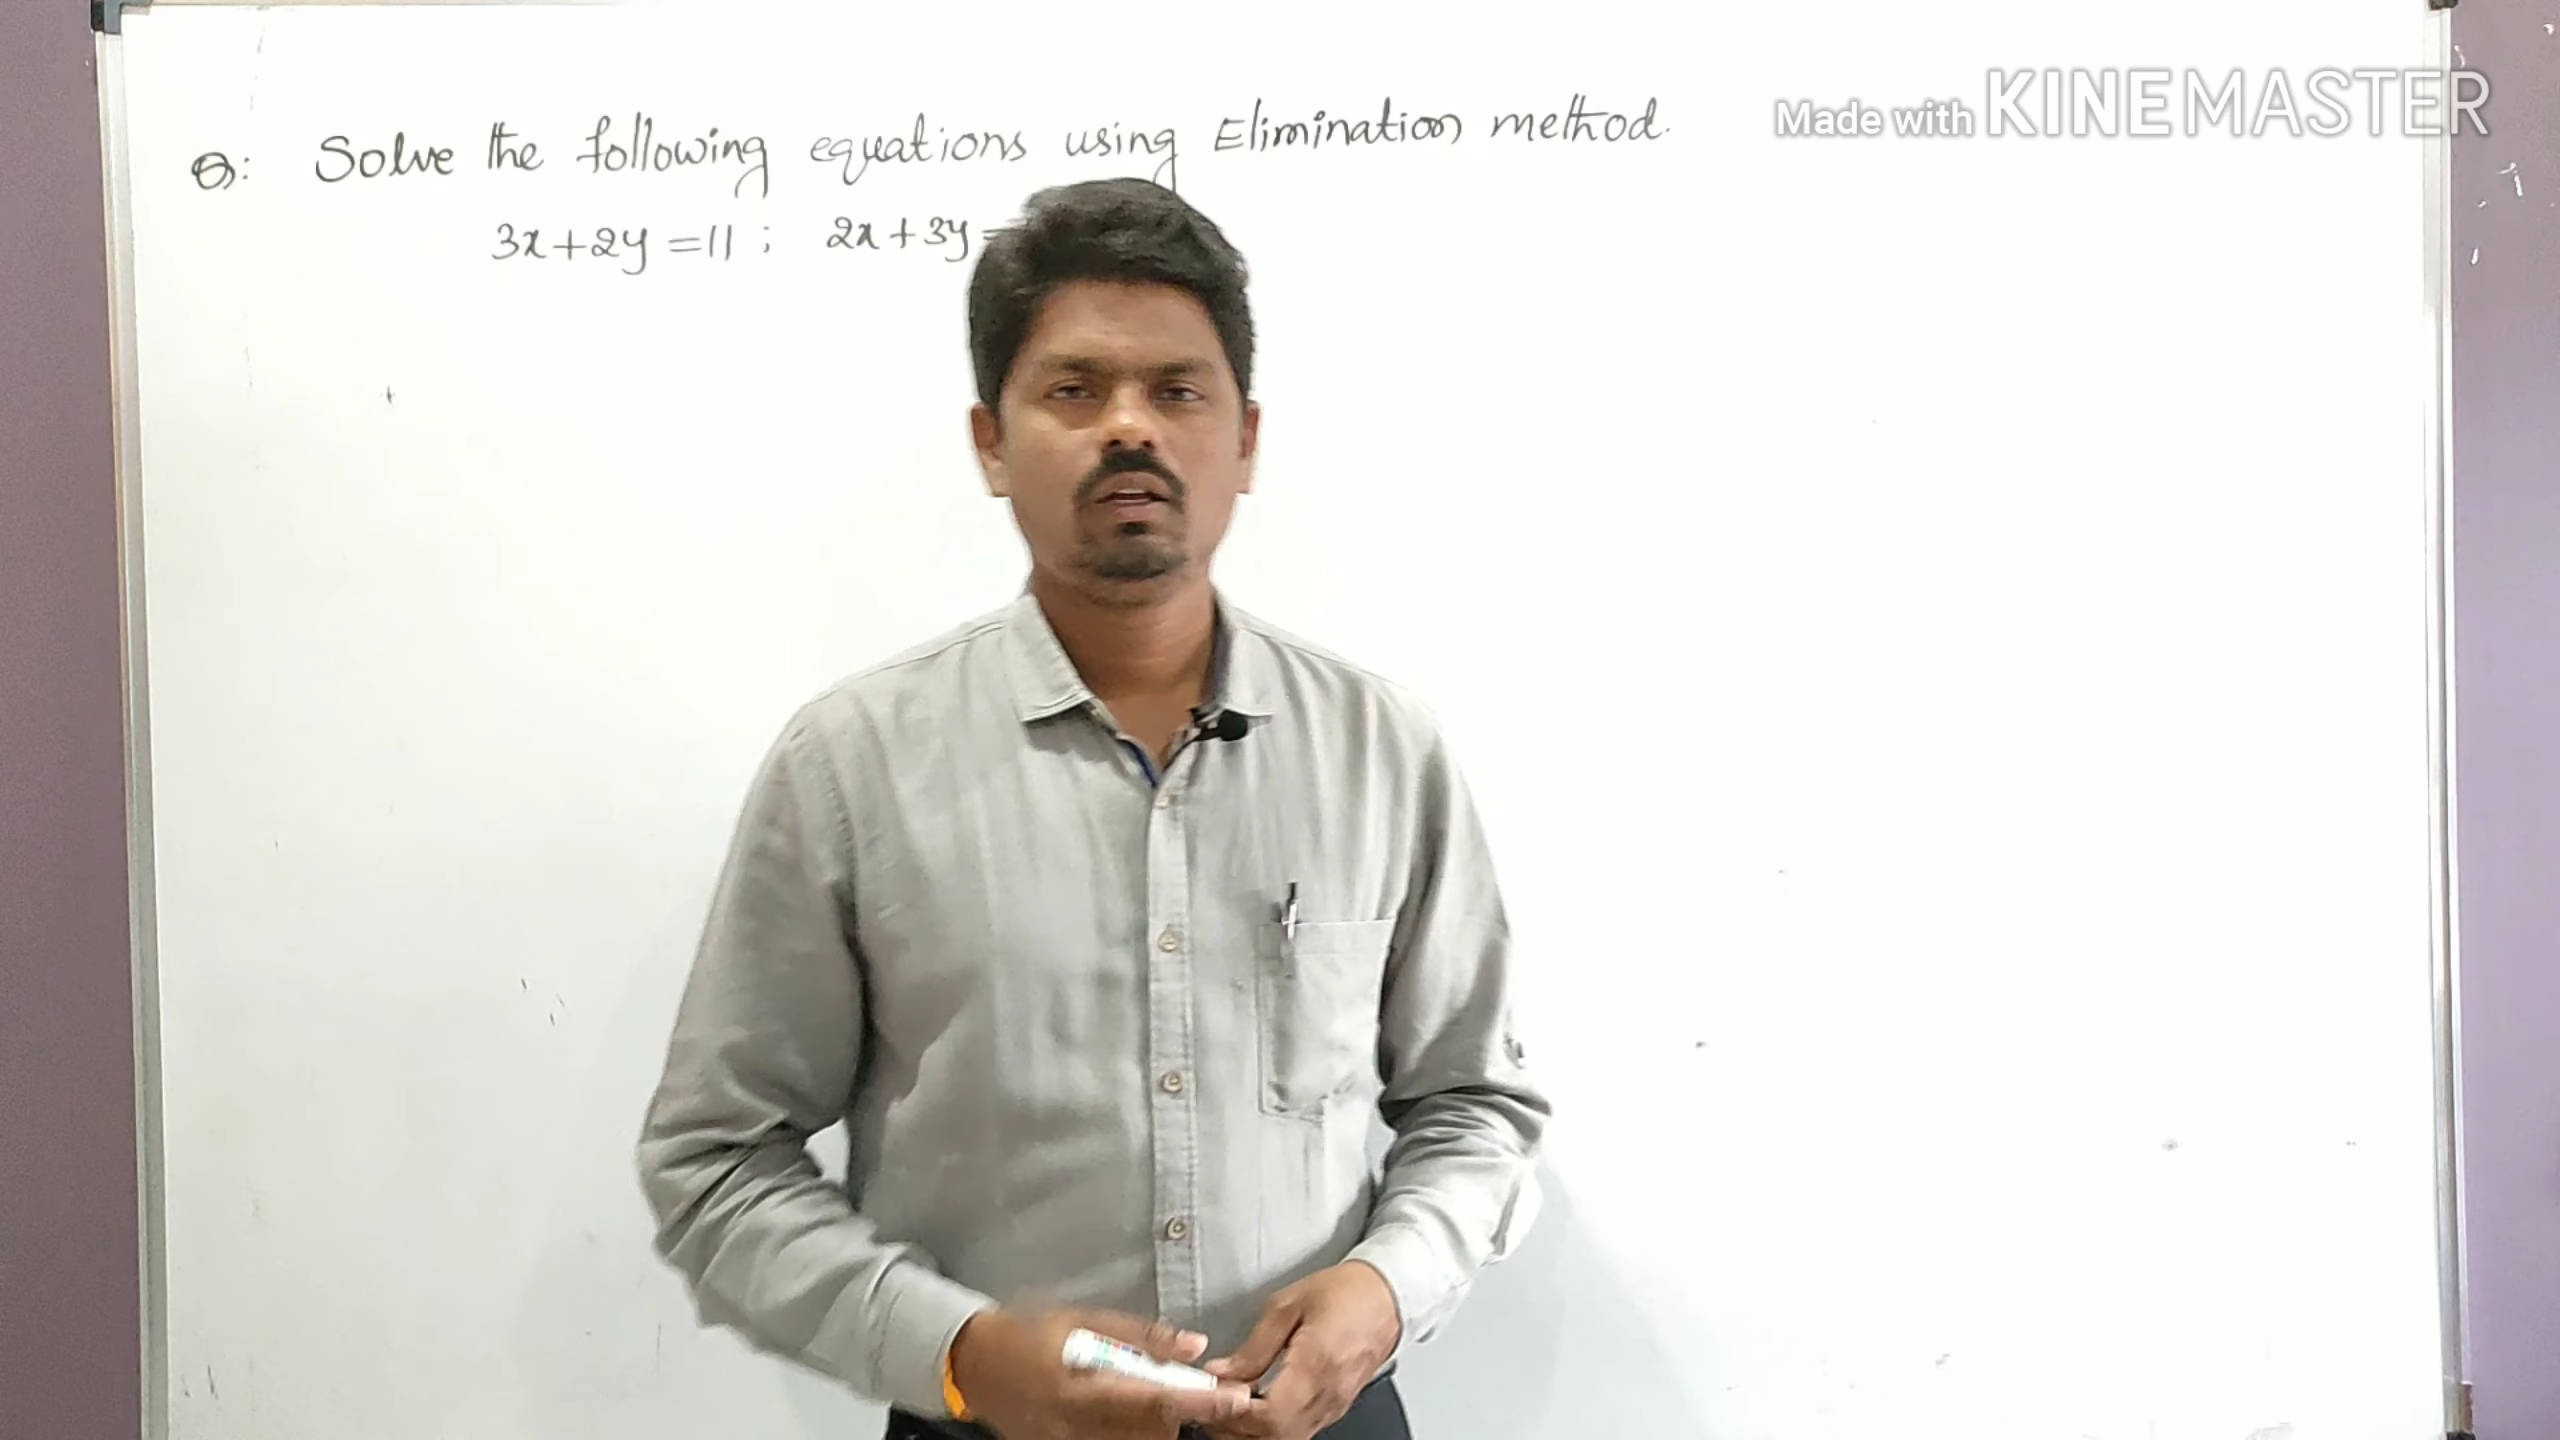 Made with KINEMASTER
Q: Solve the following equations using Elimination method.
3x+2y=11 ; 2x+3y=